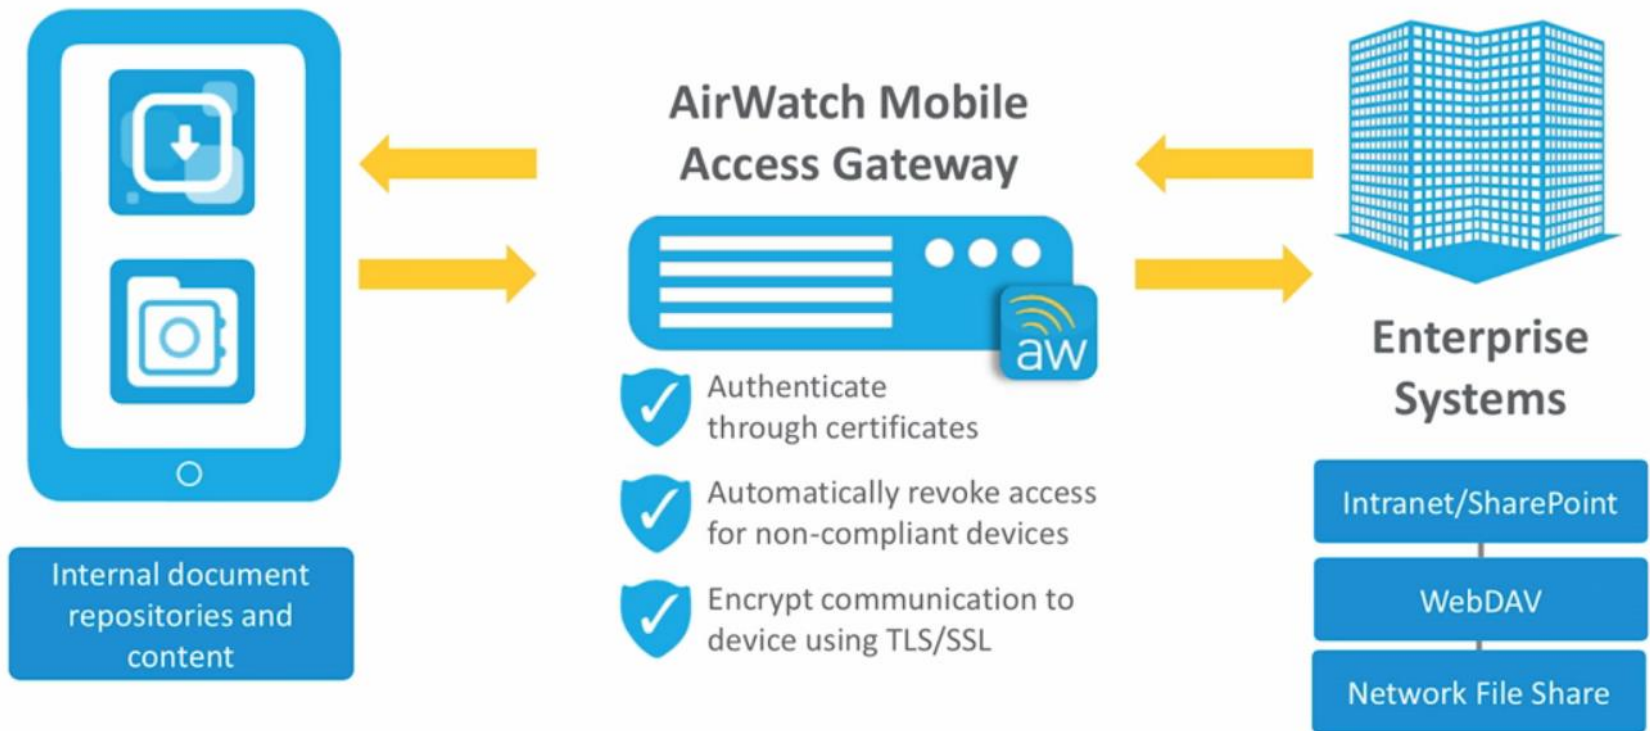 AirWatch Mobile
Access Gateway
aw
Authenticate
through certificates
Automatically revoke access
for non-compliant devices
Encrypt communication to
device using TLS/SSL
Internal document
repositories and
content
Enterprise
Systems
Intranet/SharePoint
WebDAV
Network File Share